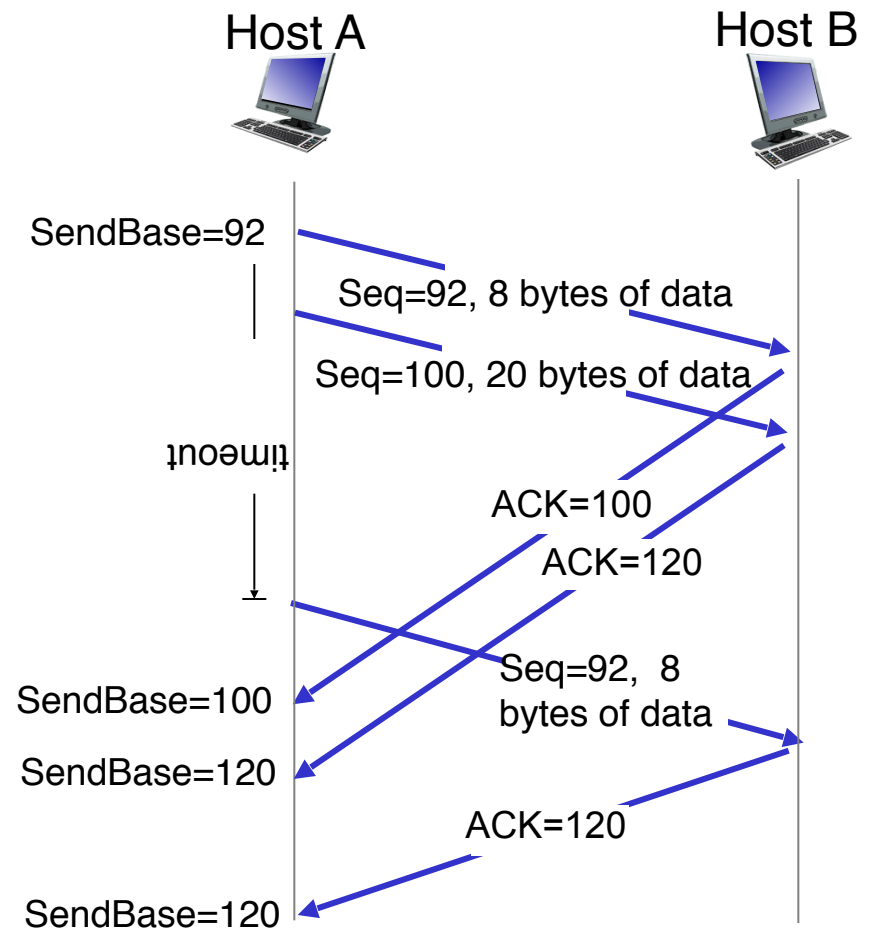 Host A
Host B
SendBase=92
Seq=92, 8 bytes of data
Seq=100, 20 bytes of data
timeout
ACK=100
ACK=120
Seq=92,  8
bytes of data
SendBase=100
SendBase=120
ACK=120
SendBase=120